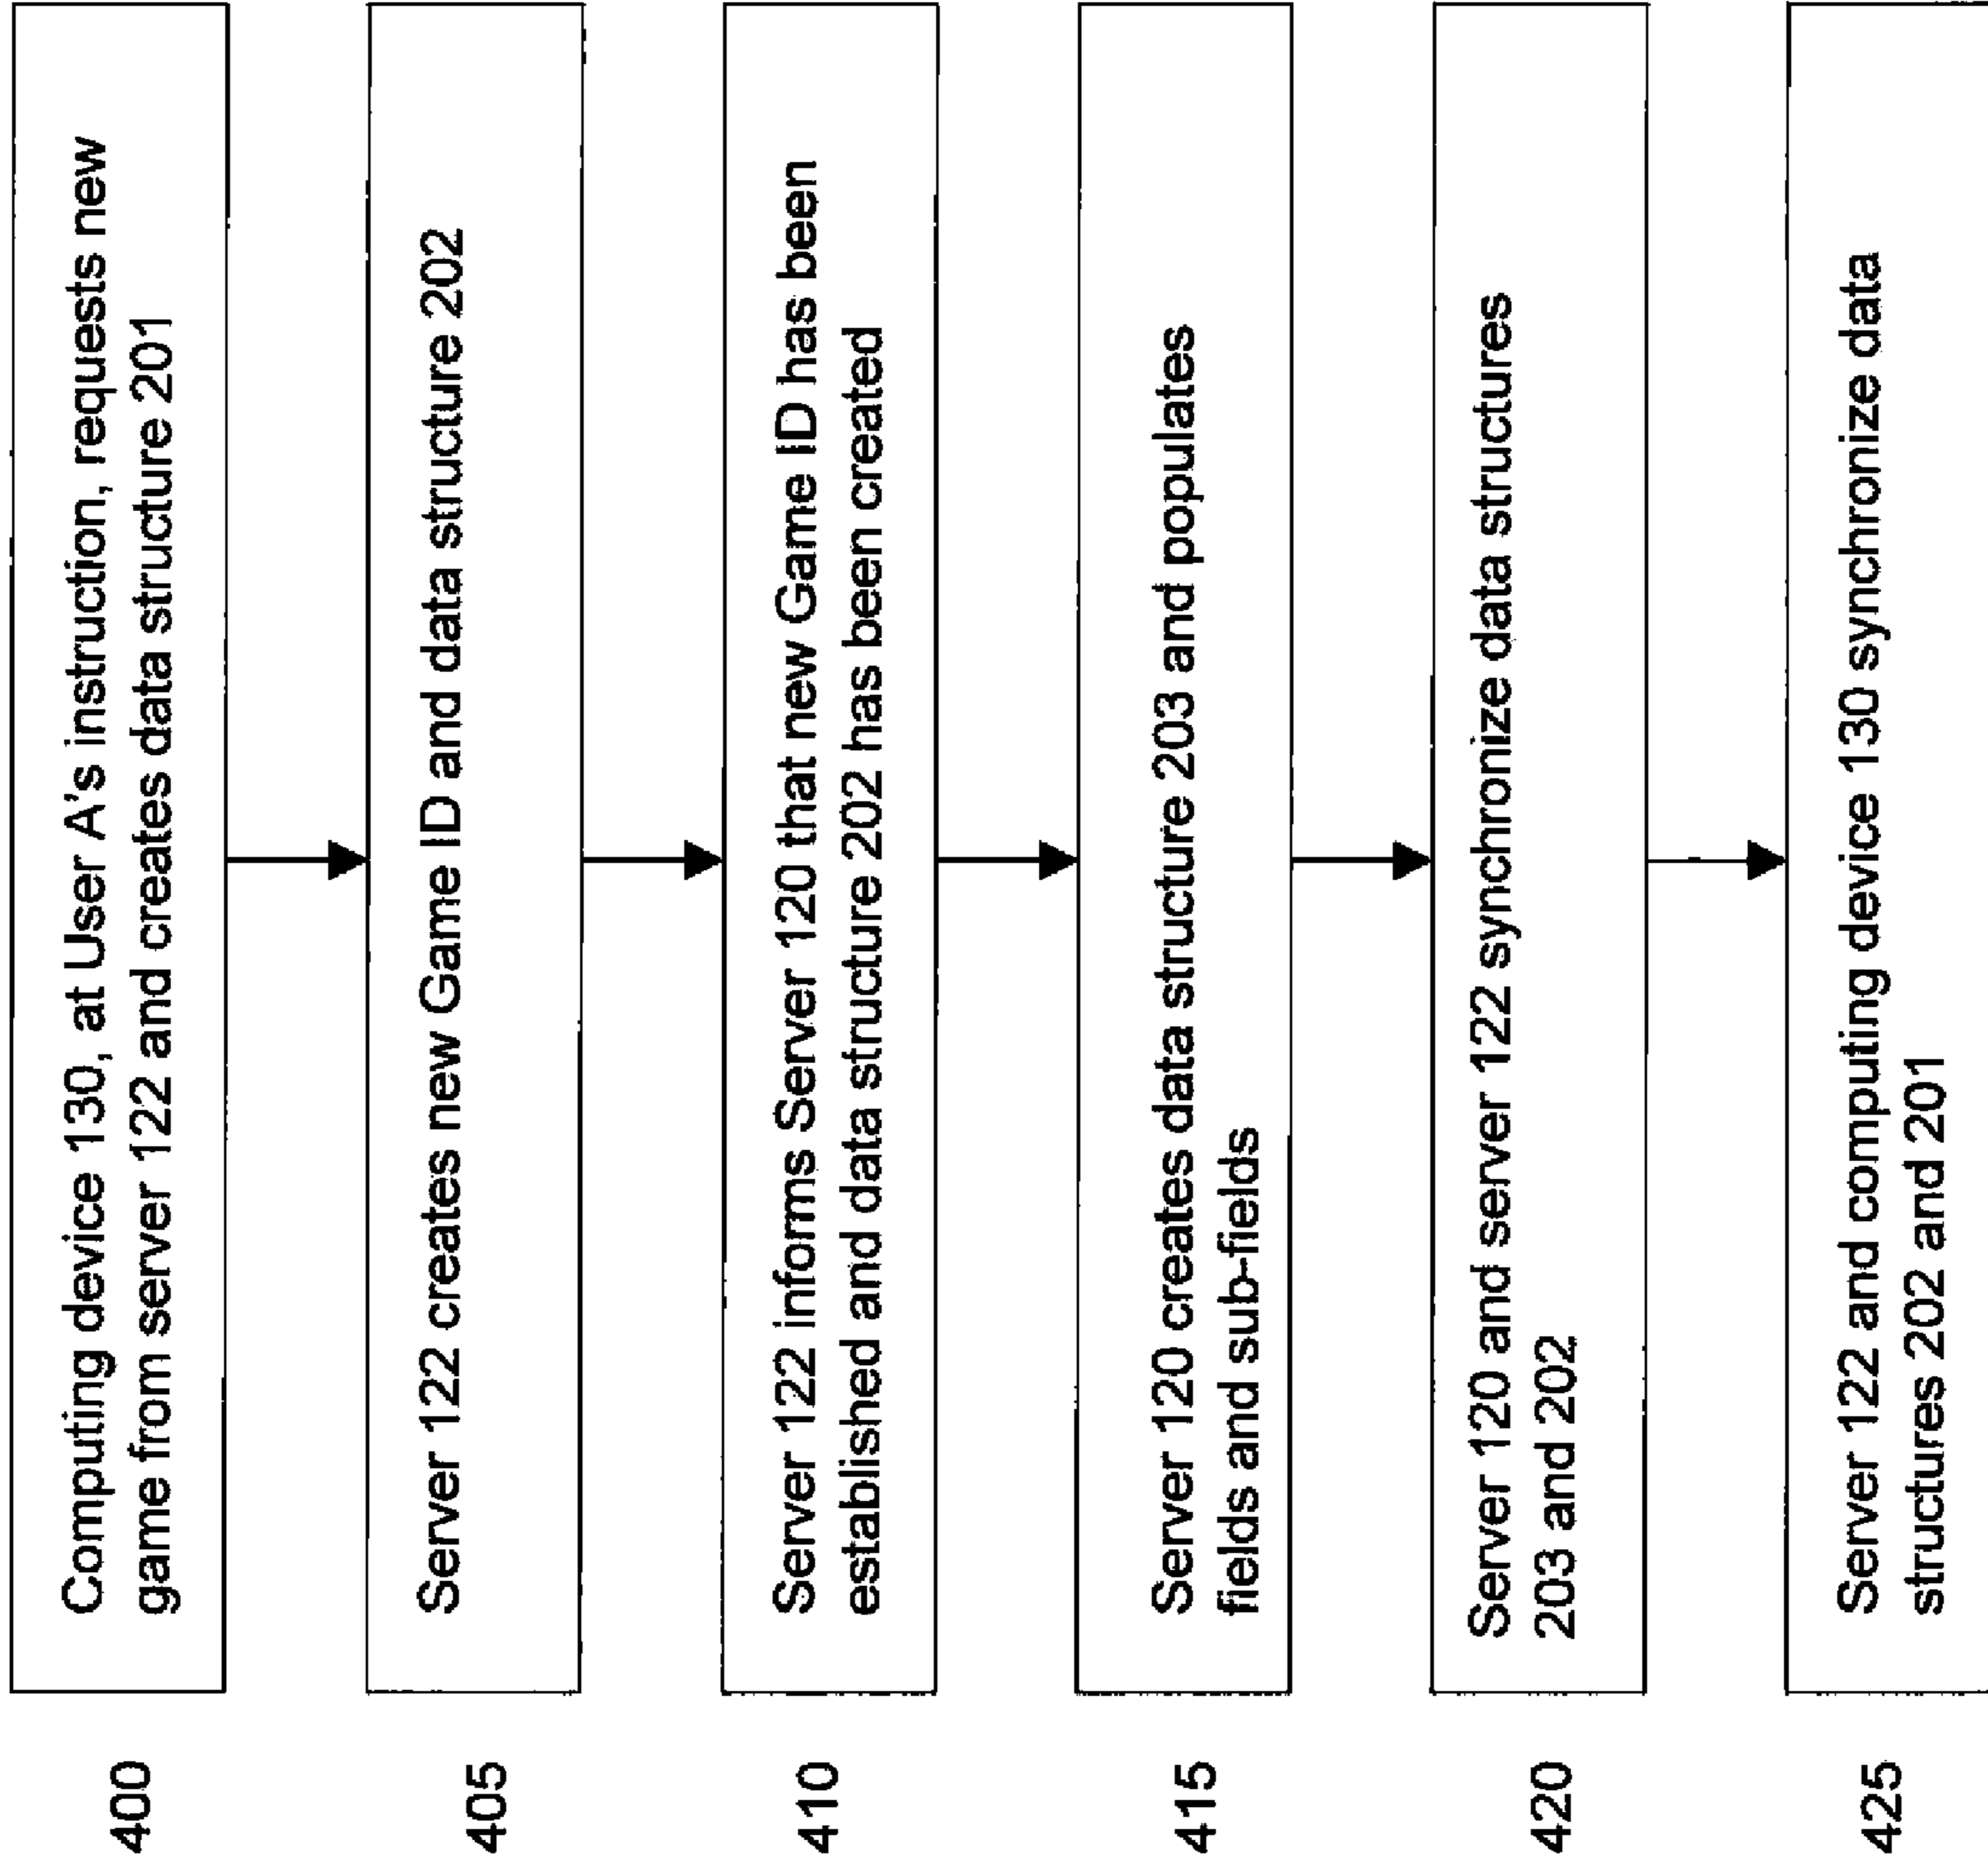 400
Computing device 130, at User A's instruction, requests new
game from server 122 and creates data structure 201
405
Server 122 creates new Game ID and data structure 202
410
Server 122 informs Server 120 that new Game ID has been
established and data structure 202 has been created
415
Server 120 creates data structure 203 and populates
fields and sub-fields
420
Server 120 and server 122 synchronize data structures
203 and 202
425
Server 122 and computing device 130 synchronize data
structures 202 and 201